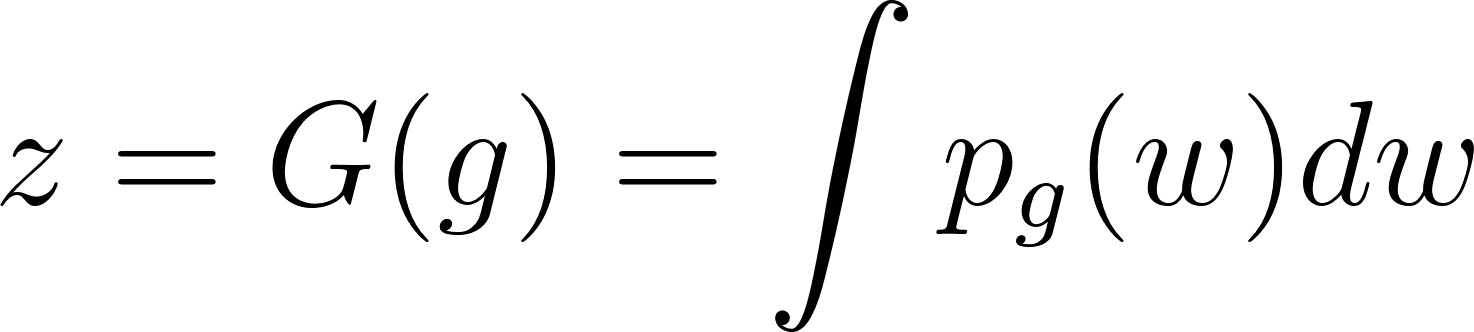 z = G(g) = ∫ p_g(w)dw